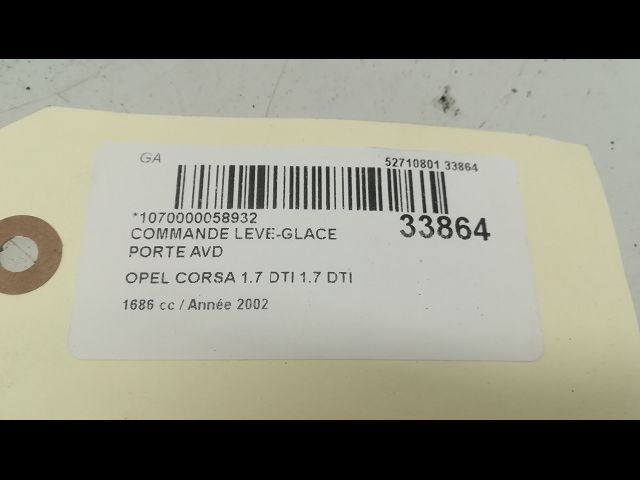 GA
52710801 33864
*1070000058932
33864
COMMANDE LEVE-GLACE
PORTE AVD
OPEL CORSA 1.7 DTI 1.7 DTI
1686 cc / Année 2002